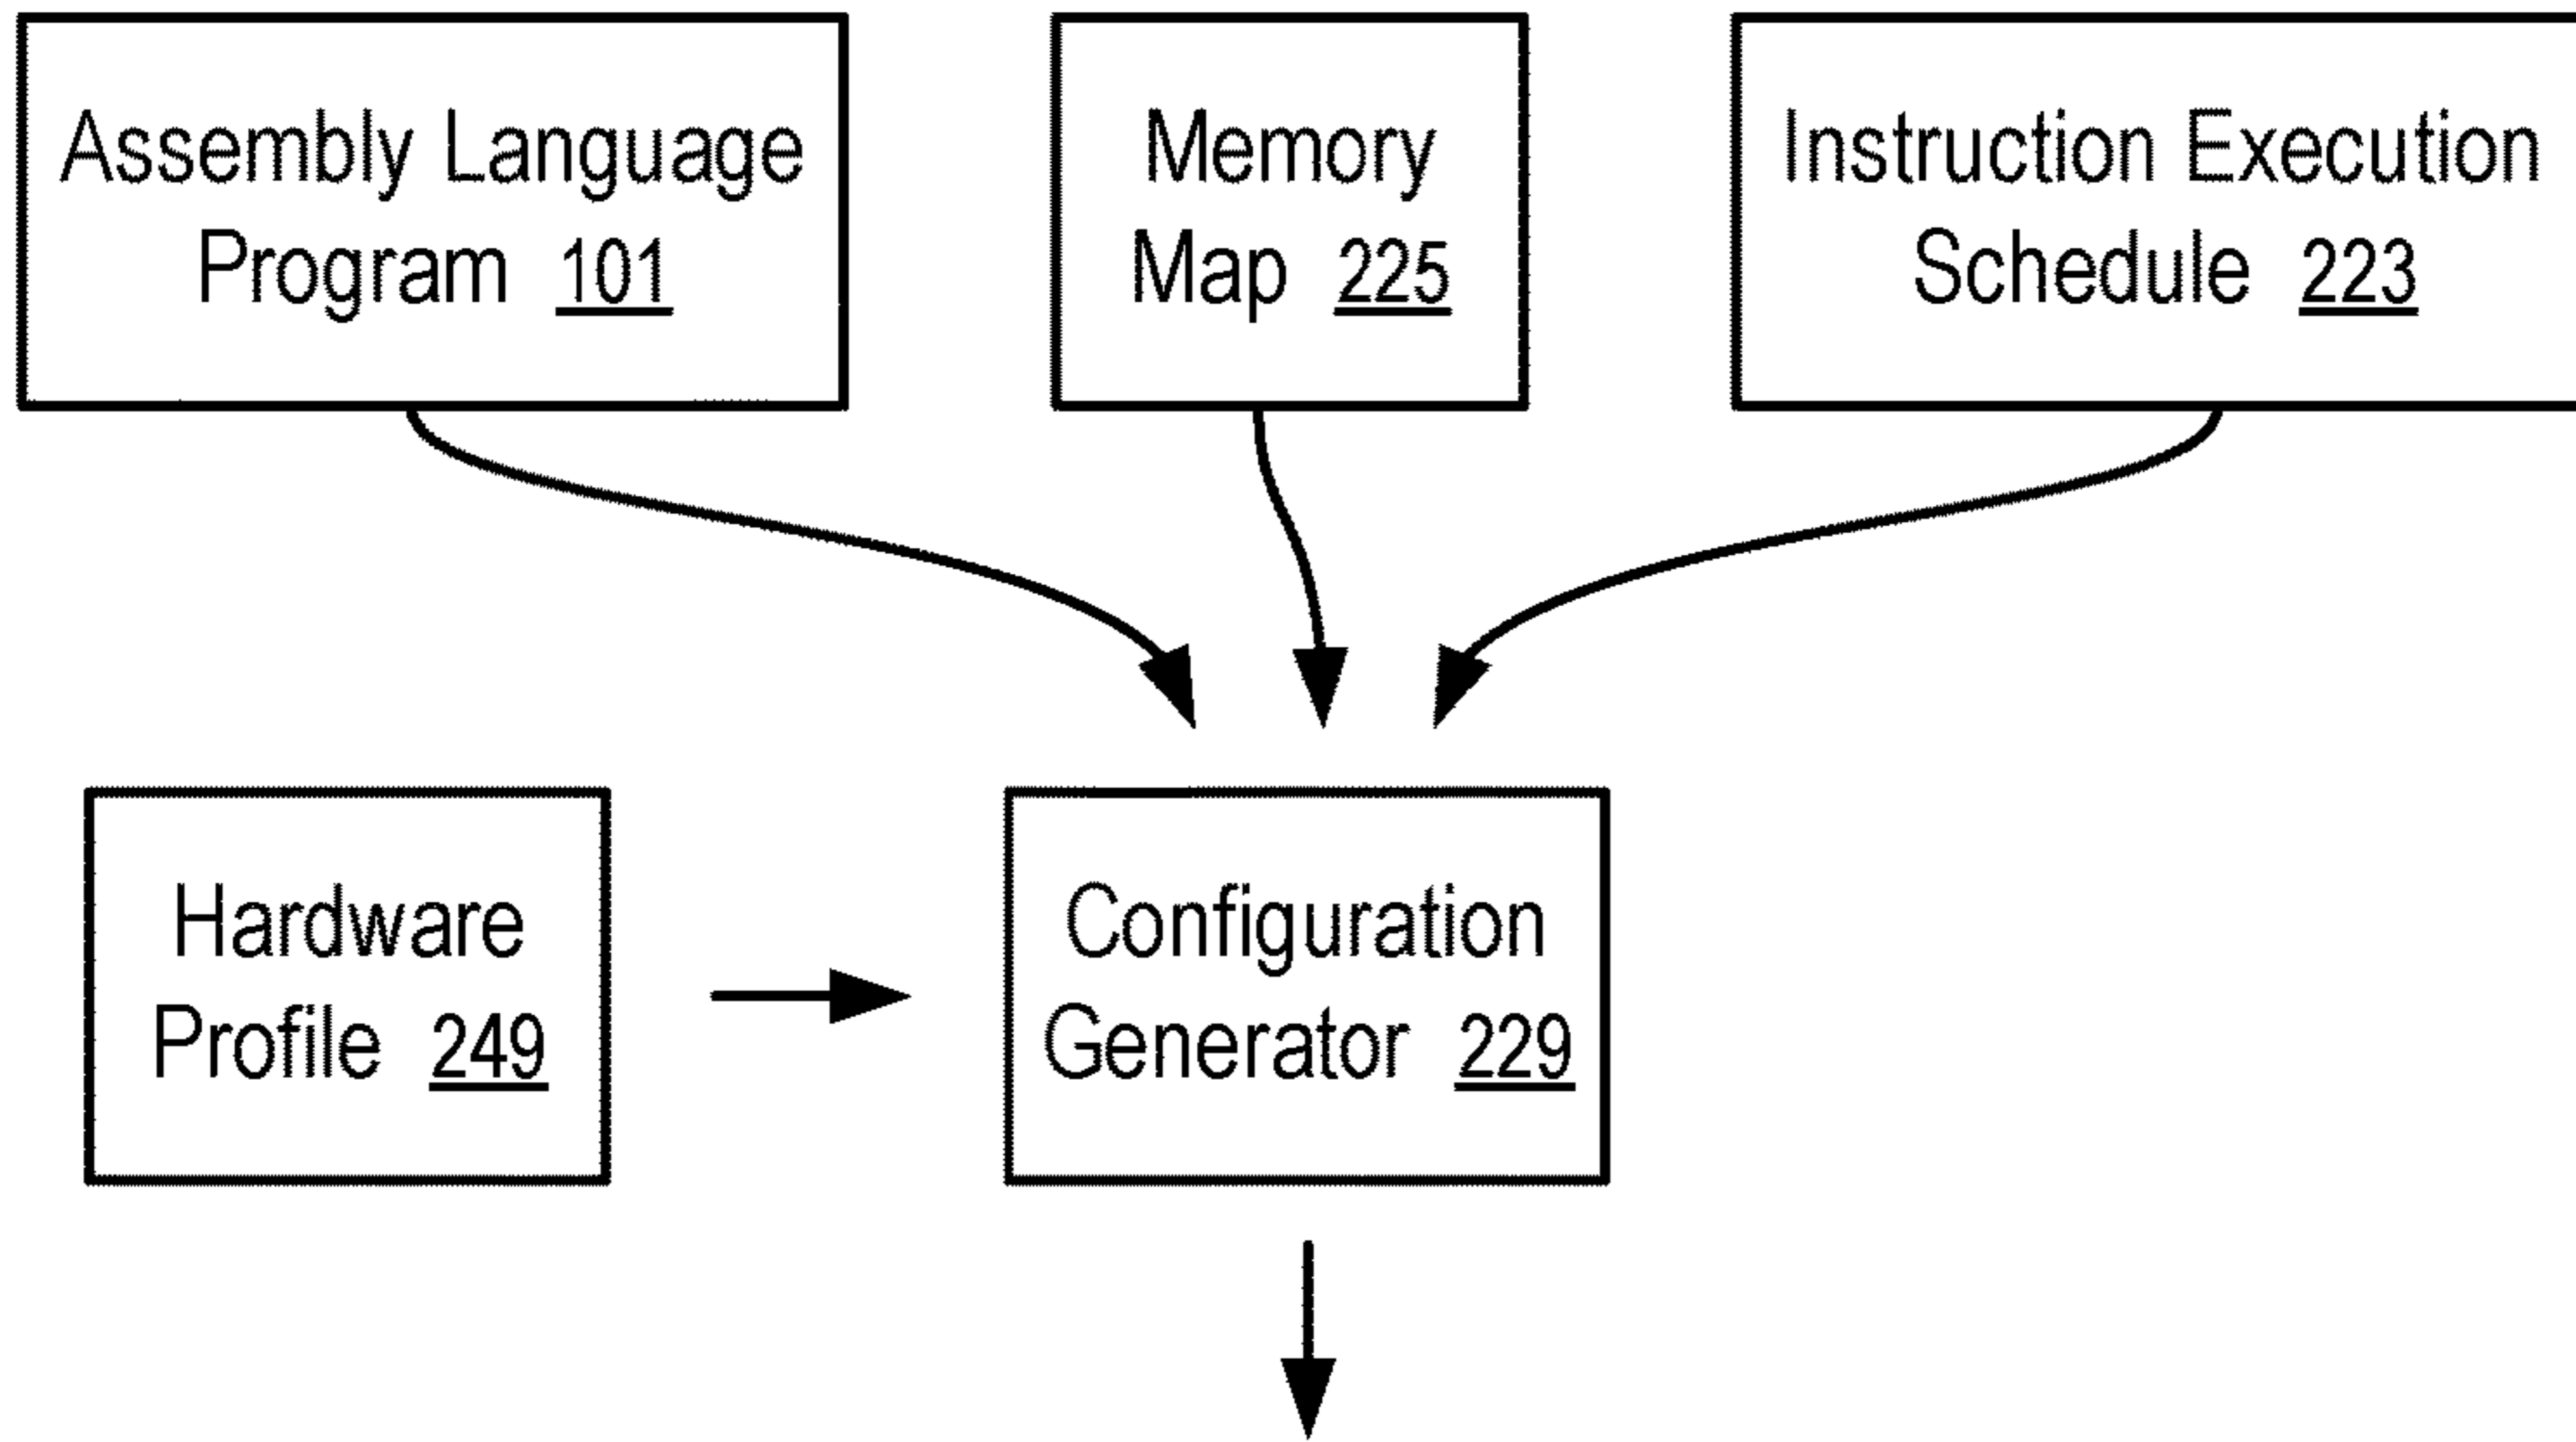 Assembly Language
Program 101
Memory
Map 225
Instruction Execution
Schedule 223
Hardware
Profile 249
Configuration
Generator 229